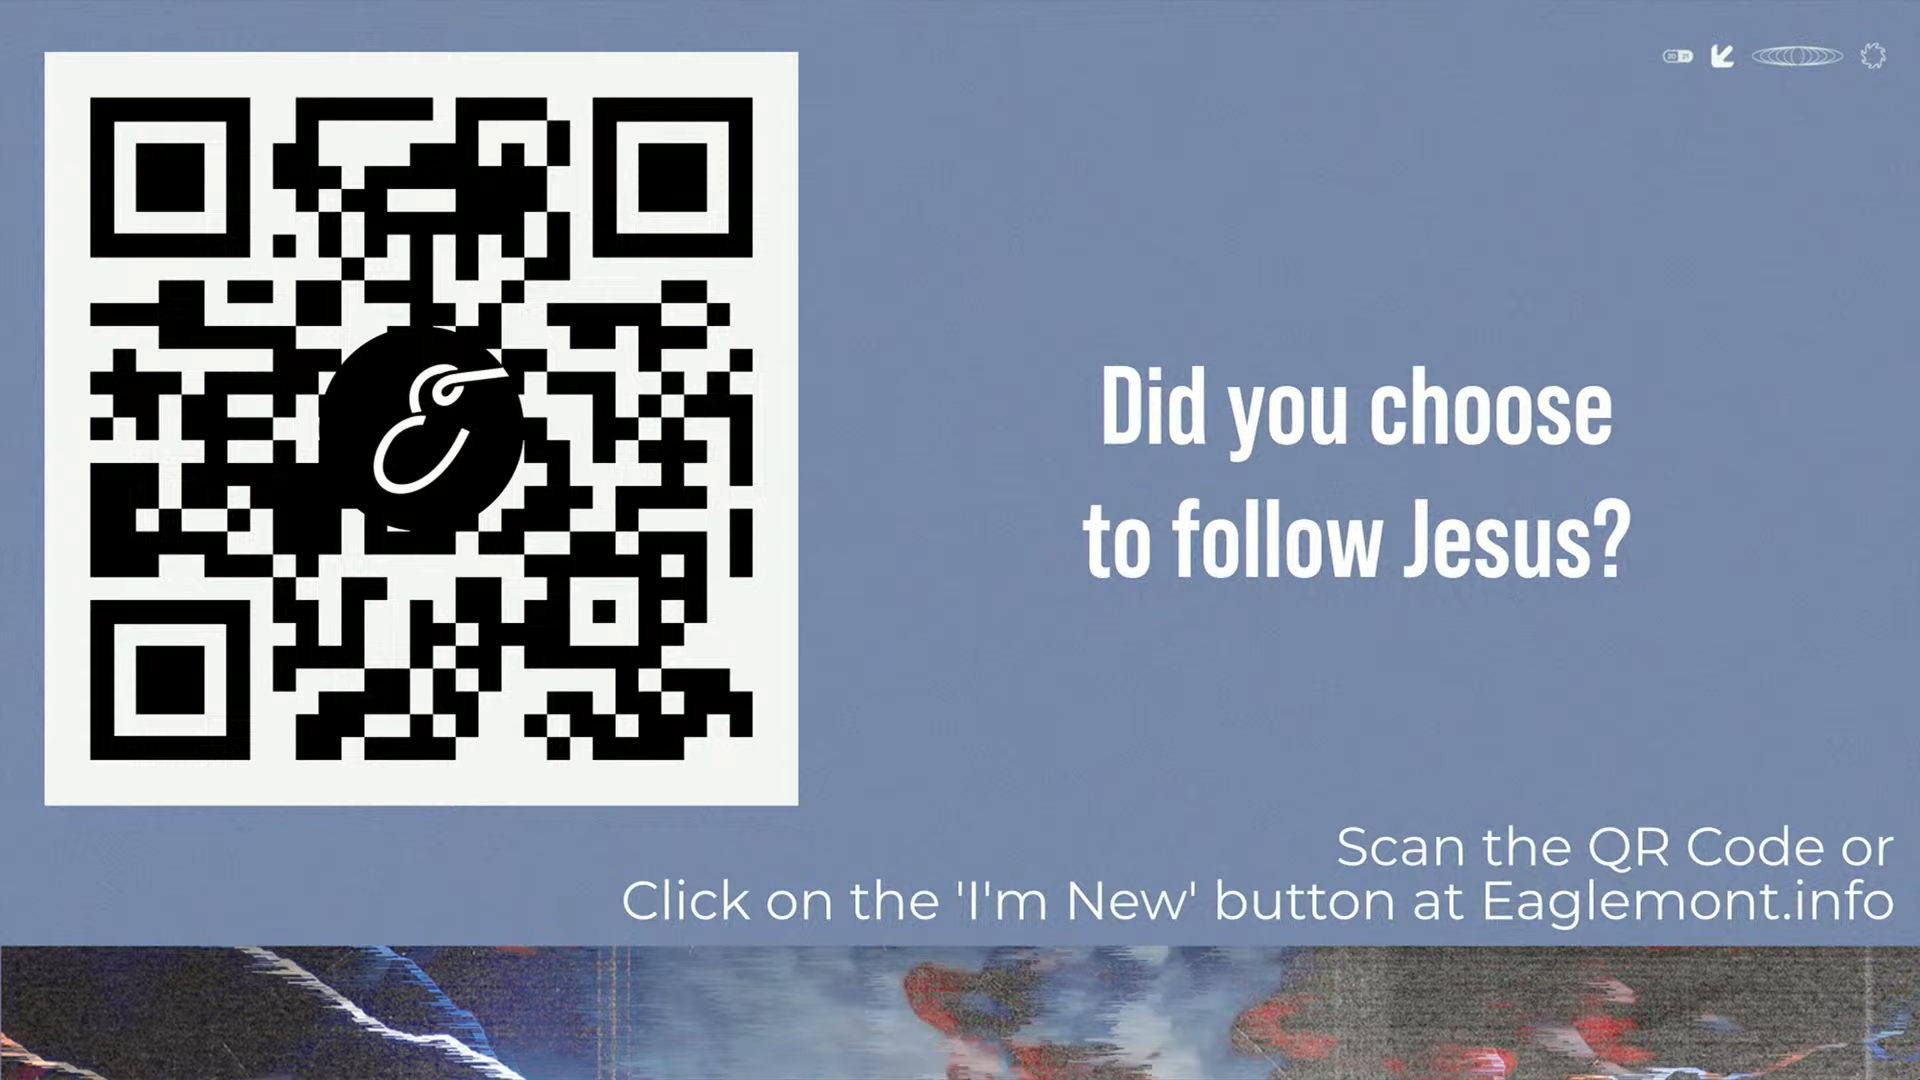 Did you choose
to follow Jesus?
Scan the QR Code or
Click on the 'I'm New' button at Eaglemont.info